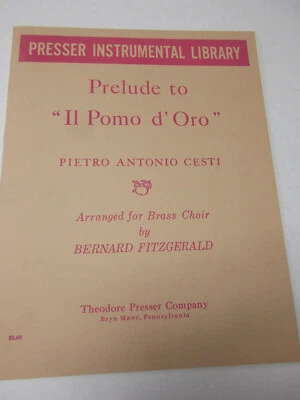 PRESSER INSTRUMENTAL LIBRARY
Prelude to
"Il Pomo d'Oro"
PIETRO ANTONIO CESTI
Arranged for Brass Choir
by
BERNARD FITZGERALD
Theodore Presser Company
Bryn Mawr, Pennsylvania